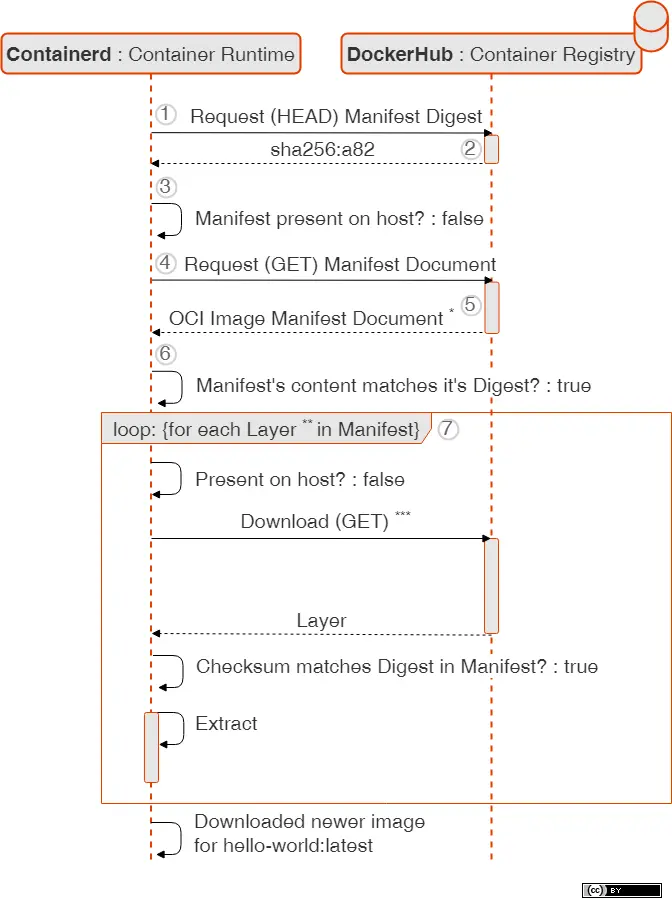 Containerd : Container Runtime
DockerHub : Container Registry
1 Request (HEAD) Manifest Digest
sha256:a82 2
3
Manifest present on host? : false
4 Request (GET) Manifest Document
5
OCI Image Manifest Document *
6
Manifest's content matches it's Digest? : true
loop: {for each Layer ** in Manifest} 7
Present on host? : false
Download (GET) ***
Layer
Checksum matches Digest in Manifest? : true
Extract
Downloaded newer image
for hello-world:latest
cc BY